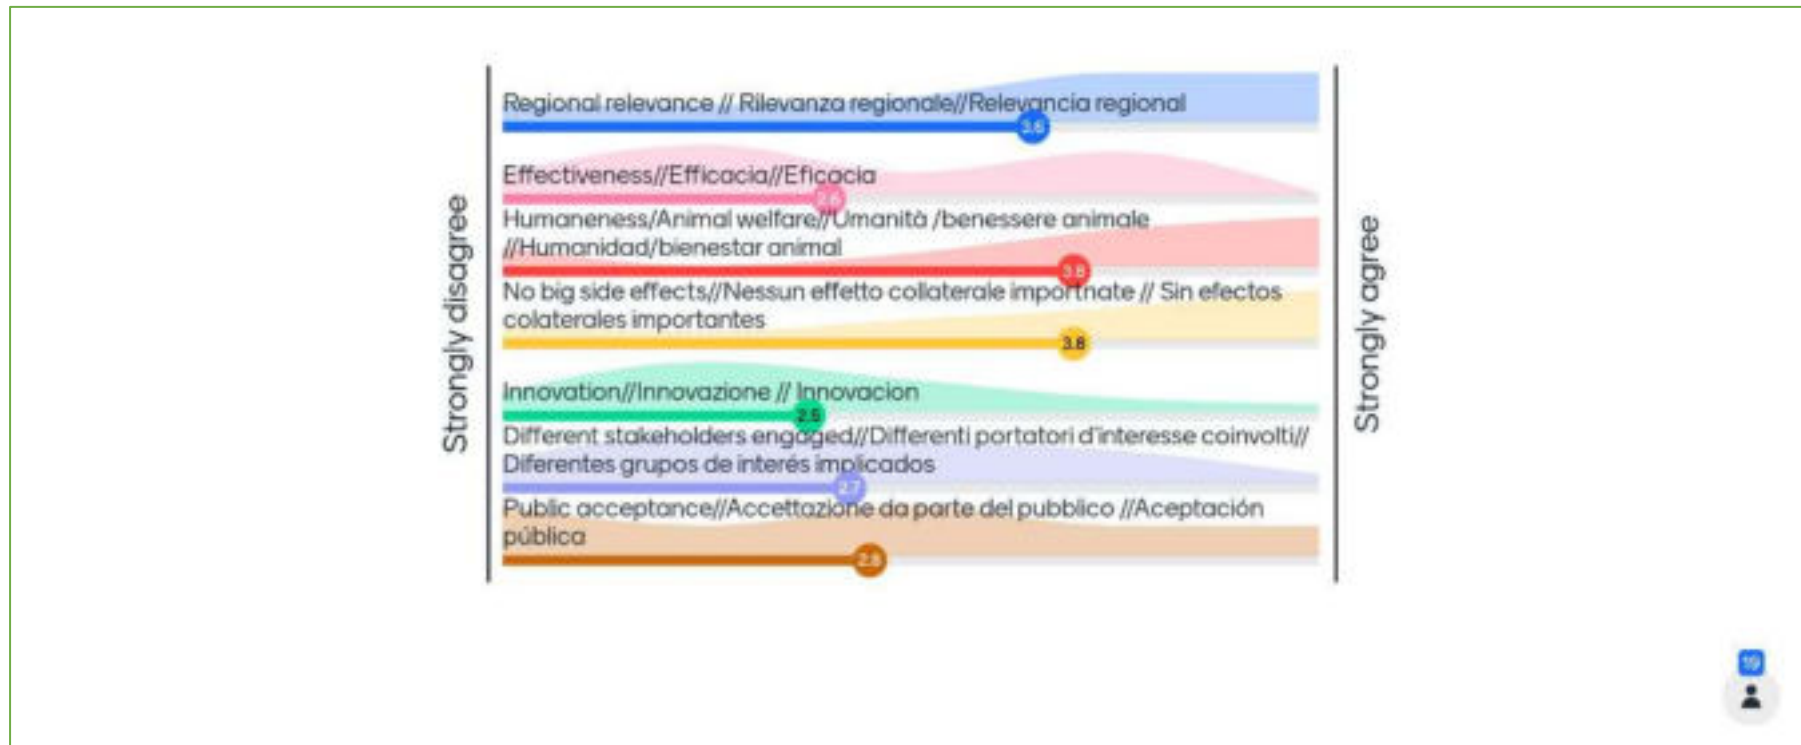 Strongly disagree
Regional relevance // Rilevanza regionale//Relevancia regional
3.6
Effectiveness//Efficacia//Eficacia
2.6
Humaneness/Animal welfare//Umanità /benessere animale
//Humanidad/bienestar animal
3.8
No big side effects//Nessun effetto collaterale importnate // Sin efectos
colaterales importantes
3.8
Innovation//Innovazione // Innovacion
2.5
Different stakeholders engaged//Differenti portatori d'interesse coinvolti//
Diferentes grupos de interés implicados
2.7
Public acceptance//Accettazione da parte del pubblico //Aceptación
pública
2.8
Strongly agree
19